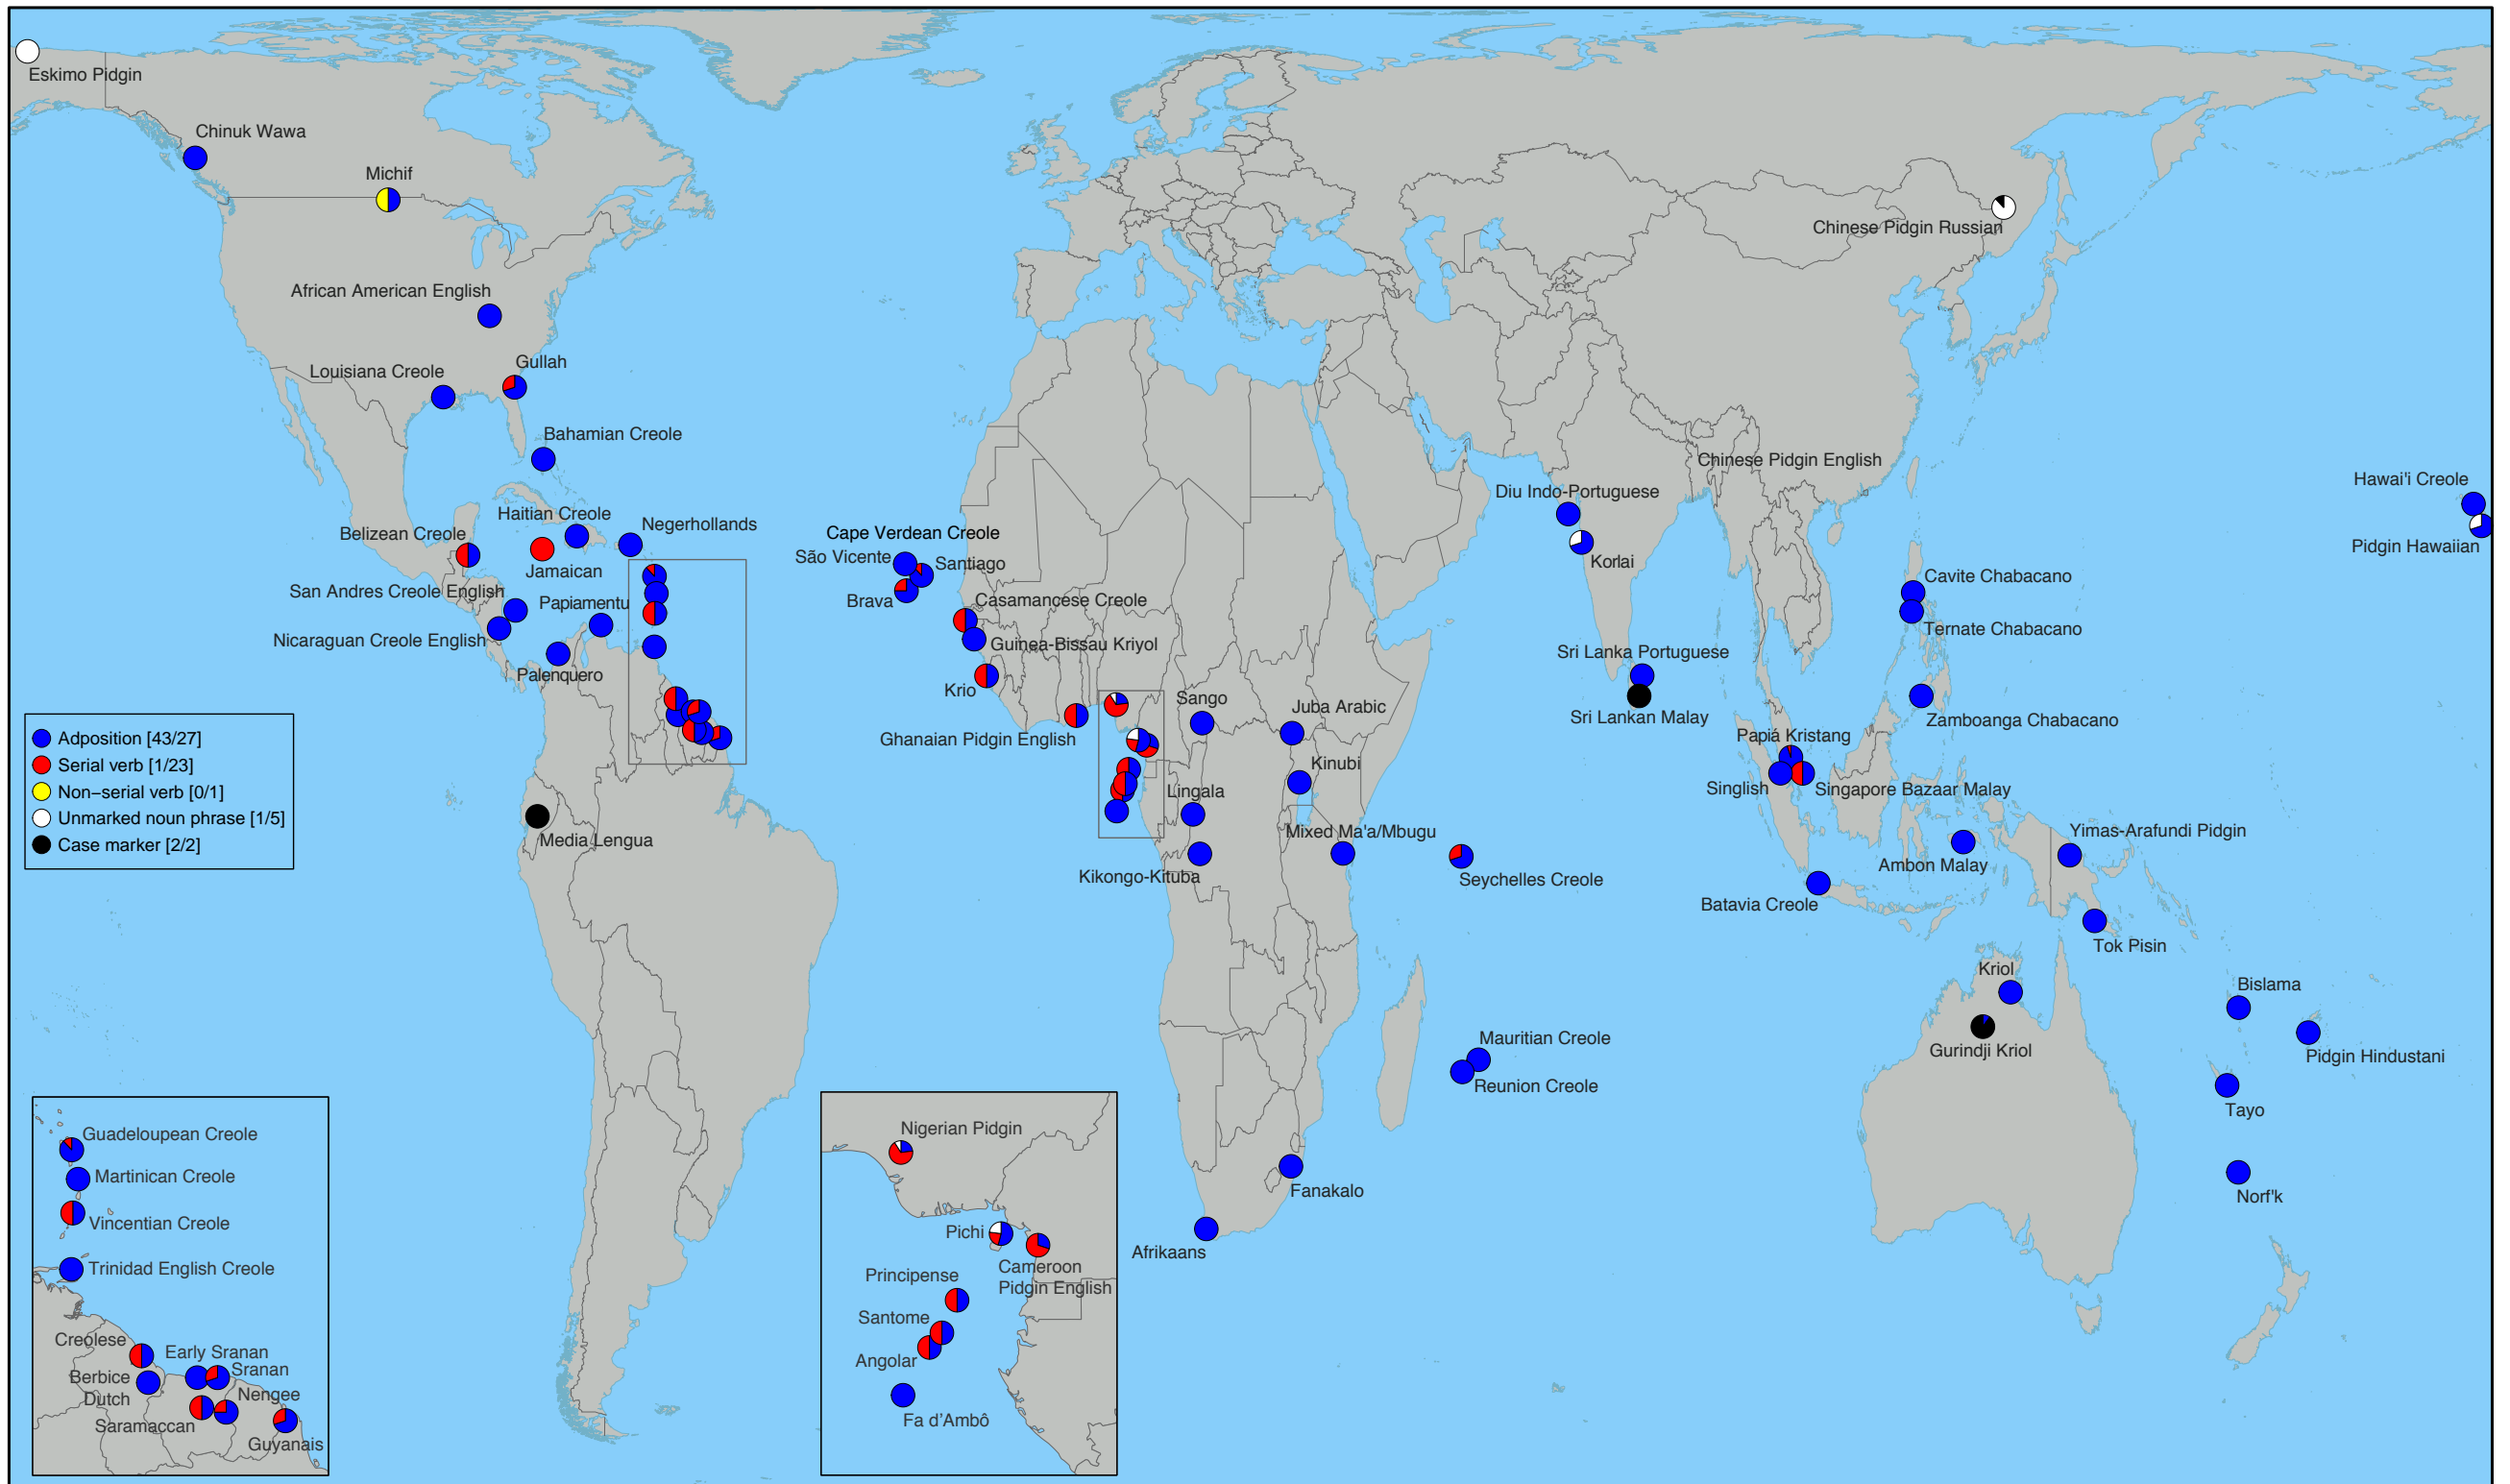 Eskimo Pidgin
Chinuk Wawa
Michif
Chinese Pidgin Russian
African American English
Gullah
Louisiana Creole
Bahamian Creole
Chinese Pidgin English
Hawai'i Creole
Diu Indo-Portuguese
Haitian Creole
Negerhollands
Belizean Creole
Cape Verdean Creole
São Vicente
Santiago
Korlai
Pidgin Hawaiian
Jamaican
Cavite Chabacano
San Andres Creole English
Papiamentu
Brava
Casamancese Creole
Ternate Chabacano
Nicaraguan Creole English
Guinea-Bissau Kriyol
Sri Lanka Portuguese
Palenquero
Krio
Sango
Juba Arabic
Sri Lankan Malay
Zamboanga Chabacano
Ghanaian Pidgin English
Papiá Kristang
Adposition [43/27]
Serial verb [1/23]
Non–serial verb [0/1]
Unmarked noun phrase [1/5]
Case marker [2/2]
Kinubi
Lingala
Singlish
Singapore Bazaar Malay
Media Lengua
Mixed Ma'a/Mbugu
Yimas-Arafundi Pidgin
Ambon Malay
Kikongo-Kituba
Seychelles Creole
Batavia Creole
Tok Pisin
Kriol
Bislama
Mauritian Creole
Gurindji Kriol
Pidgin Hindustani
Reunion Creole
Tayo
Fanakalo
Norf'k
Afrikaans
Guadeloupean Creole
Martinican Creole
Vincentian Creole
Trinidad English Creole
Creolese
Early Sranan
Sranan
Berbice
Dutch
Nengee
Saramaccan
Guyanais
Nigerian Pidgin
Pichi
Cameroon
Pidgin English
Principense
Santome
Angolar
Fa d’Ambô